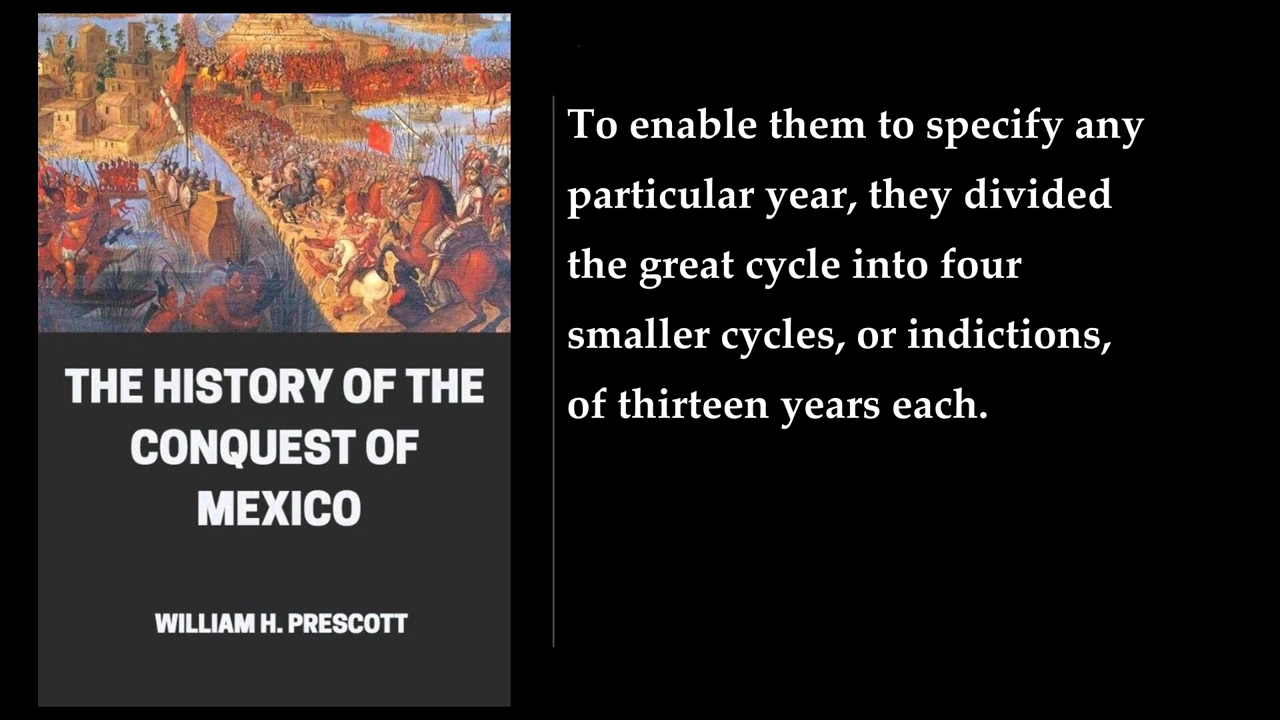 THE HISTORY OF THE
CONQUEST OF
MEXICO
WILLIAM H. PRESCOTT
To enable them to specify any
particular year, they divided
the great cycle into four
smaller cycles, or indictions,
of thirteen years each.